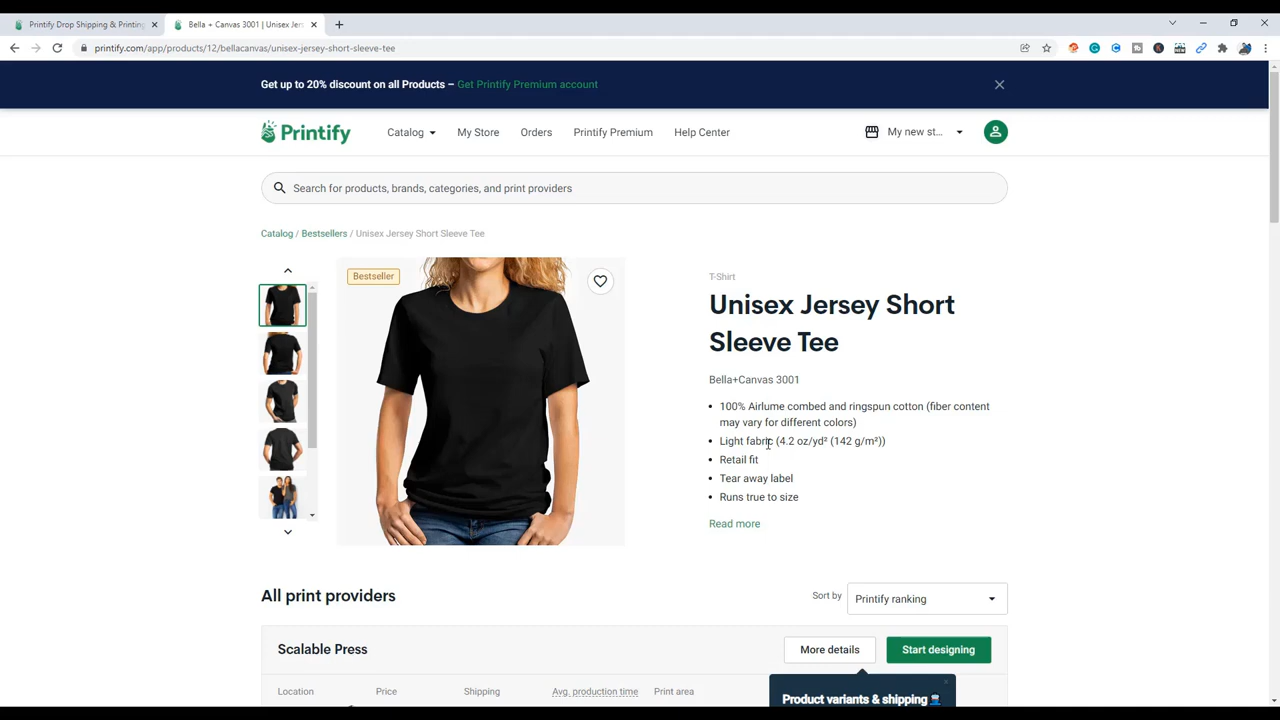 Printify Drop Shipping & Printing
Bella + Canvas 3001 | Unisex Jers
printify.com/app/products/12/bellacanvas/unisex-jersey-short-sleeve-tee
Get up to 20% discount on all Products – Get Printify Premium account
Printify
Catalog
My Store
Orders
Printify Premium
Help Center
My new st...
Search for products, brands, categories, and print providers
Catalog / Bestsellers / Unisex Jersey Short Sleeve Tee
Bestseller
T-Shirt
Unisex Jersey Short
Sleeve Tee
Bella+Canvas 3001
• 100% Airlume combed and ringspun cotton (fiber content
may vary for different colors)
• Light fabric (4.2 oz/yd² (142 g/m²))
• Retail fit
• Tear away label
• Runs true to size
Read more
All print providers
Sort by
Printify ranking
Scalable Press
More details
Start designing
Location
Price
Shipping
Avg. production time
Print area
Product variants & shipping